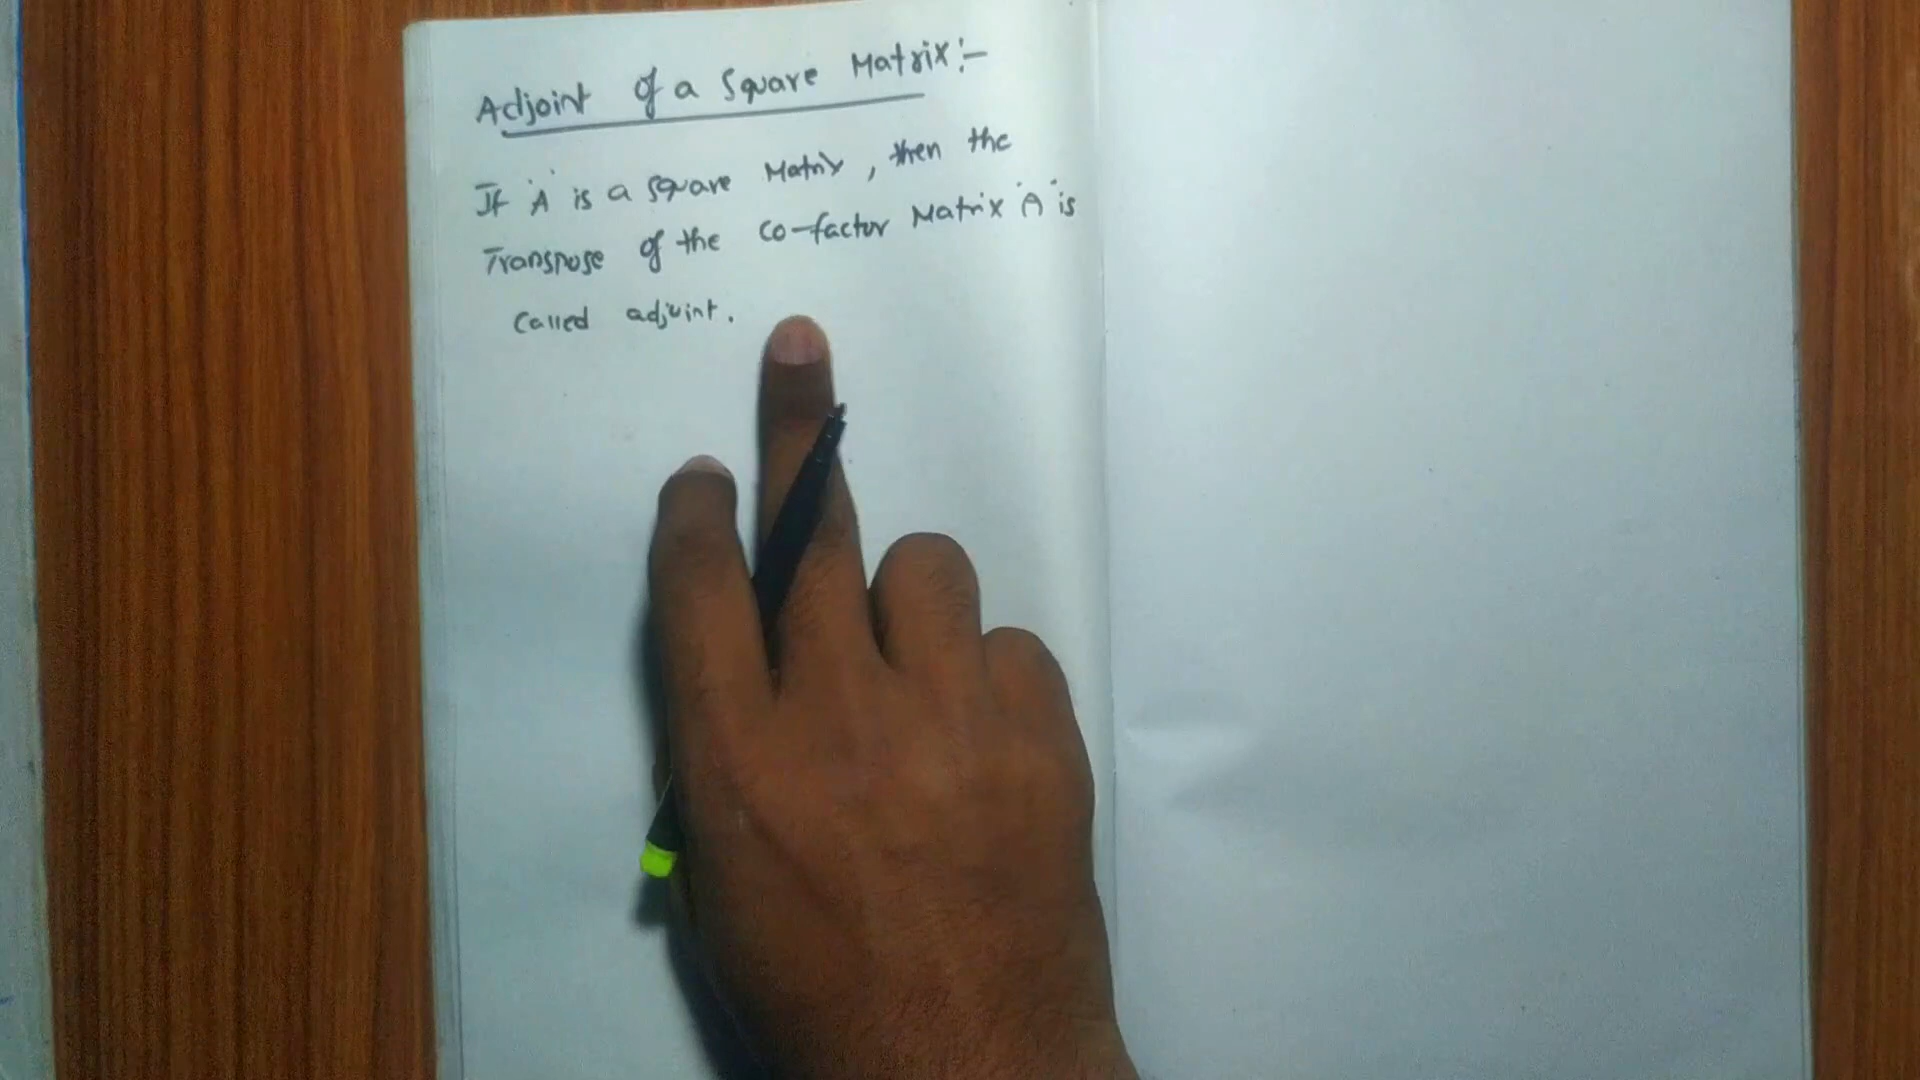 Adjoint of a Square Matrix:-
If 'A' is a square Matrix, then the
Transpose of the Co-factor Matrix 'A' is
Called adjoint.